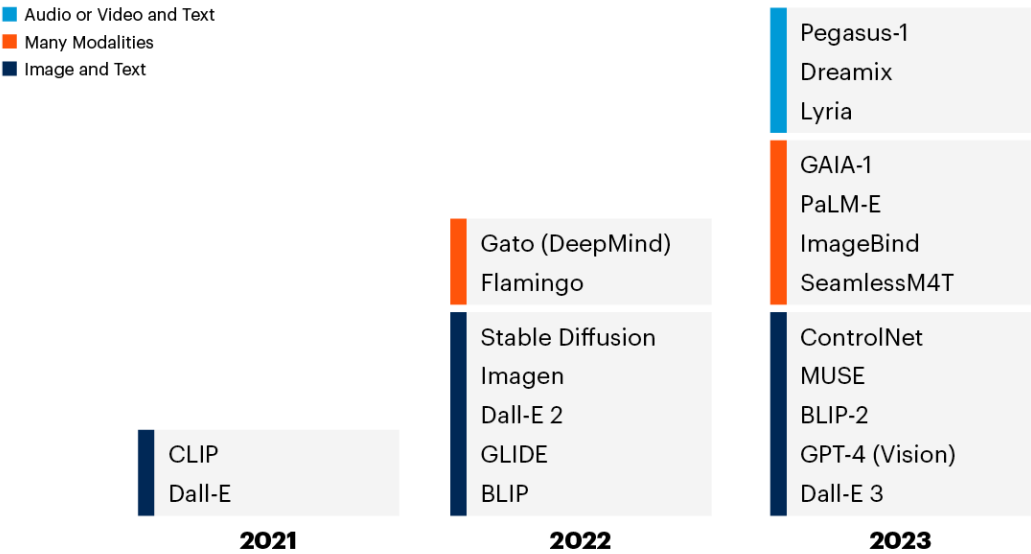 Audio or Video and Text
Many Modalities
Image and Text
CLIP
Dall-E
2021
Gato (DeepMind)
Flamingo
Stable Diffusion
Imagen
Dall-E 2
GLIDE
BLIP
2022
Pegasus-1
Dreamix
Lyria
GAIA-1
PaLM-E
ImageBind
SeamlessM4T
ControlNet
MUSE
BLIP-2
GPT-4 (Vision)
Dall-E 3
2023